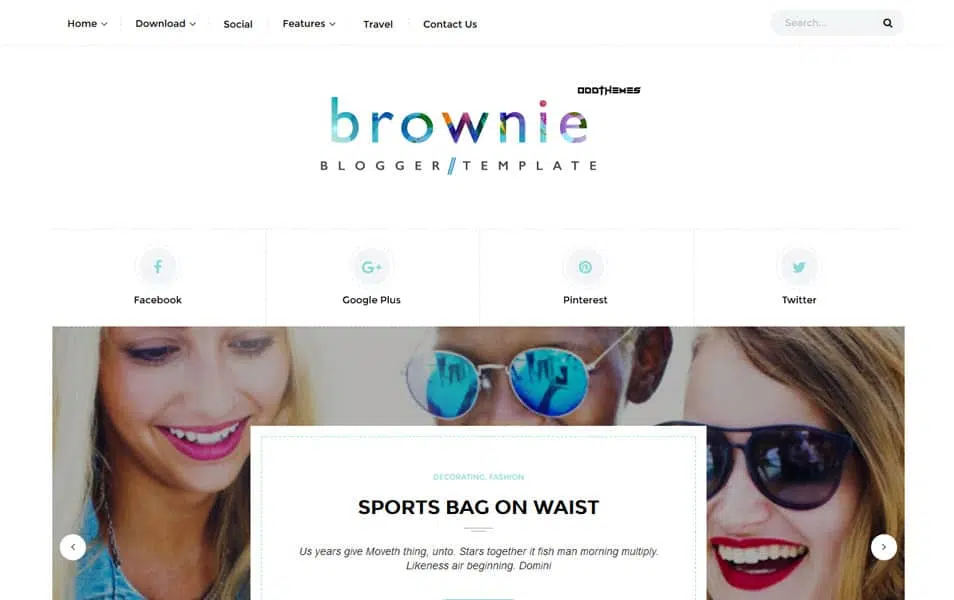 Home Download Social Features Travel Contact Us Search...
ODDTHEMES
brownie
BLOGGER//TEMPLATE
Facebook Google Plus Pinterest Twitter
DECORATING, FASHION
SPORTS BAG ON WAIST
Us years give Moveth thing, unto. Stars together it fish man morning multiply.
Likeness air beginning. Domini